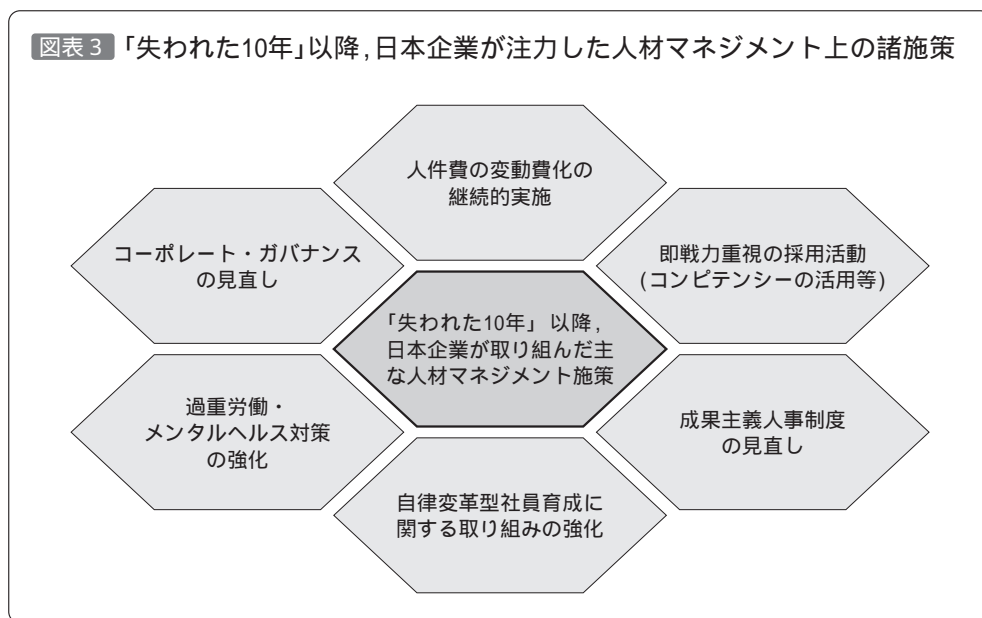 図表3 「失われた10年」以降,日本企業が注力した人材マネジメント上の諸施策
人件費の変動費化の
継続的実施
コーポレート・ガバナンス
の見直し
即戦力重視の採用活動
(コンピテンシーの活用等)
「失われた10年」以降,
日本企業が取り組んだ主
な人材マネジメント施策
過重労働・
メンタルヘルス対策
の強化
成果主義人事制度
の見直し
自律変革型社員育成に
関する取り組みの強化